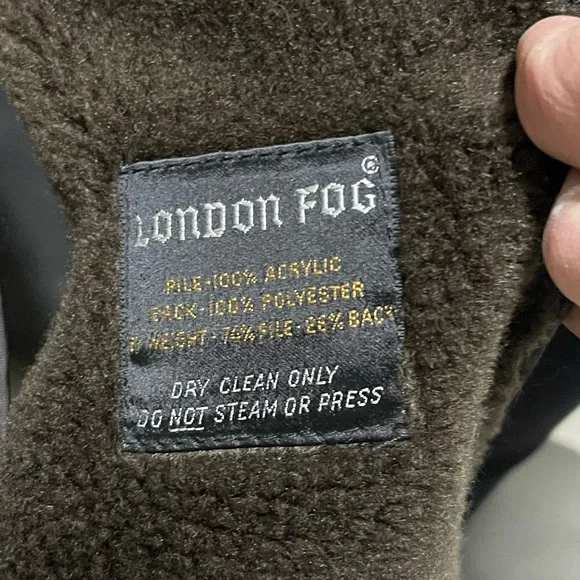 LONDON FOG®
PILE-100% ACRYLIC
BACK-100% POLYESTER
WEIGHT-74% PILE-26% BACK
DRY CLEAN ONLY
DO NOT STEAM OR PRESS